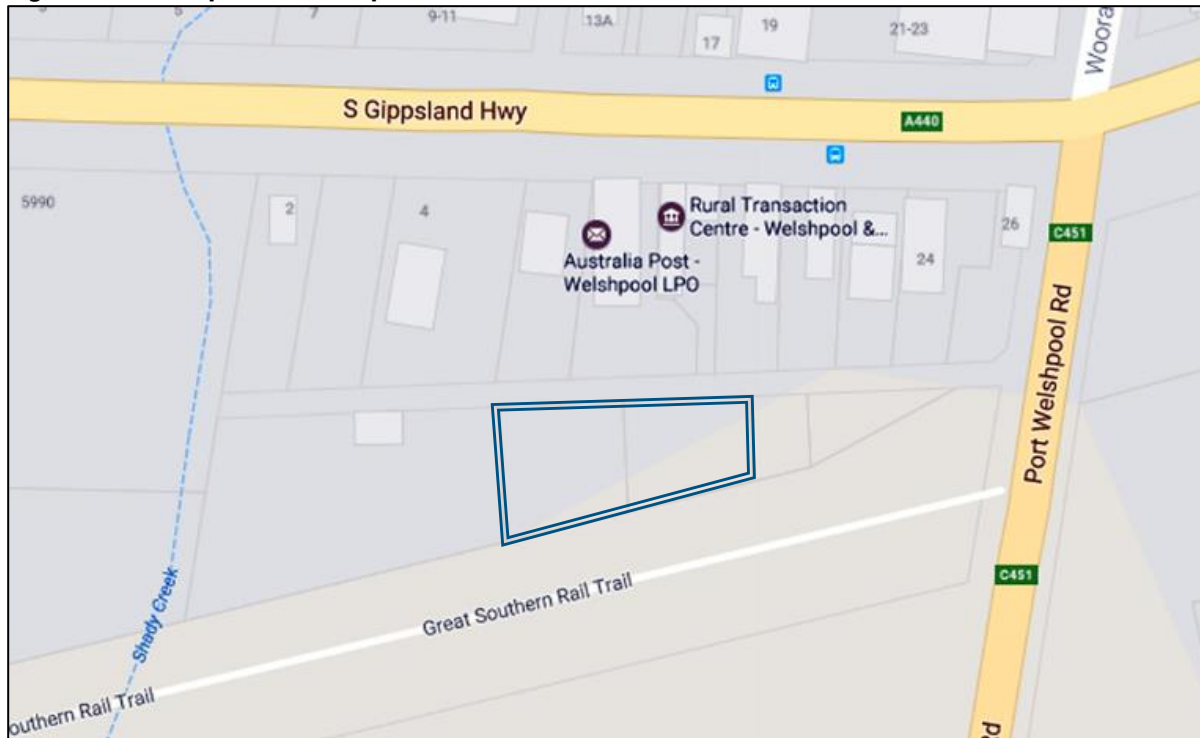 5
7
9-11
13A
17
19
21-23
Woora
S Gippsland Hwy
A440
5990
2
4
Rural Transaction
Centre - Welshpool &...
26
C451
Australia Post -
Welshpool LPO
24
Port Welshpool Rd
C451
Great Southern Rail Trail
Shady Creek
outhern Rail Trail
Rd